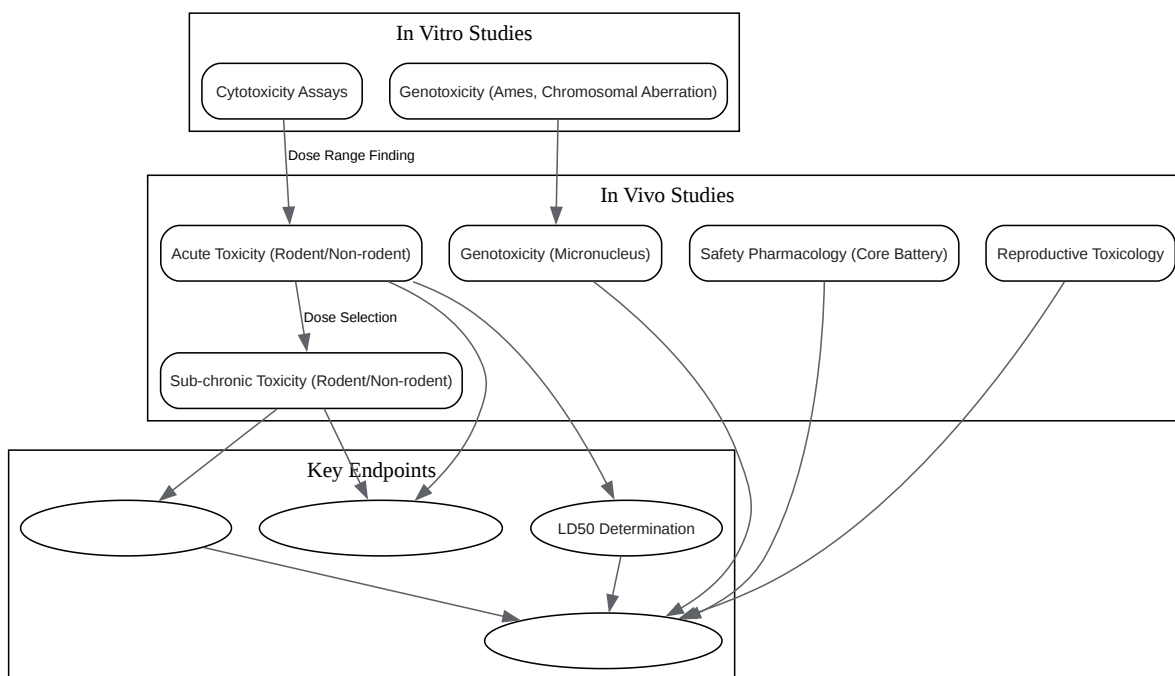 In Vitro Studies
Cytotoxicity Assays
Genotoxicity (Ames, Chromosomal Aberration)
Dose Range Finding
In Vivo Studies
Acute Toxicity (Rodent/Non-rodent)
Genotoxicity (Micronucleus)
Safety Pharmacology (Core Battery)
Reproductive Toxicology
Dose Selection
Sub-chronic Toxicity (Rodent/Non-rodent)
Key Endpoints
LD50 Determination